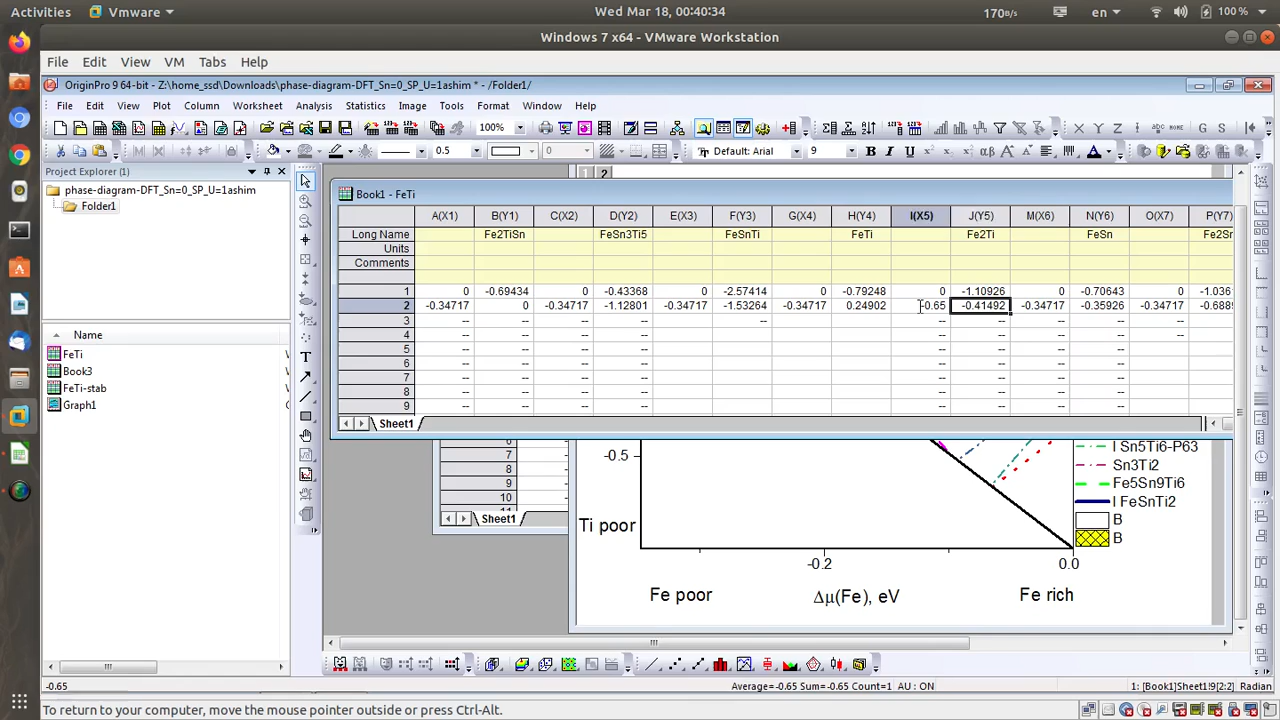 Activities
Vmware
Wed Mar 18, 00:40:34
170B/s
en
100 %
Windows 7 x64 - VMware Workstation
File Edit View VM Tabs Help
OriginPro 9 64-bit - Z:\home_ssd\Downloads\phase-diagram-DFT_Sn=0_SP_U=1ashim * - /Folder1/
File Edit View Plot Column Worksheet Analysis Statistics Image Tools Format Window Help
100%
0.5 0 Default: Arial 9 B I U
Project Explorer (1)
phase-diagram-DFT_Sn=0_SP_U=1ashim
Folder1
Name
FeTi
Book3
FeTi-stab
Graph1
1 2
Book1 - FeTi
A(X1) B(Y1) C(X2) D(Y2) E(X3) F(Y3) G(X4) H(Y4) I(X5) J(Y5) M(X6) N(Y6) O(X7) P(Y7)
Long Name Fe2TiSn FeSn3Ti5 FeSnTi FeTi Fe2Ti FeSn Fe2Sn
Units
Comments
1 0 -0.69434 0 -0.43368 0 -2.57414 0 -0.79248 0 -1.10926 0 -0.70643 0 -1.036
2 -0.34717 0 -0.34717 -1.12801 -0.34717 -1.53264 -0.34717 0.24902 -0.65 -0.41492 -0.34717 -0.35926 -0.34717 -0.688
3
4
5
6
7
8
9
Sheet1
7
8
9
10
Sheet1
-0.5
Ti poor
-0.2
0.0
Fe poor
Δμ(Fe), eV
Fe rich
I Sn5Ti6-P63
Sn3Ti2
Fe5Sn9Ti6
I FeSnTi2
B
B
-0.65
Average=-0.65 Sum=-0.65 Count=1
AU : ON
1: [Book1]Sheet1!9[2:2]
Radian
To return to your computer, move the mouse pointer outside or press Ctrl-Alt.